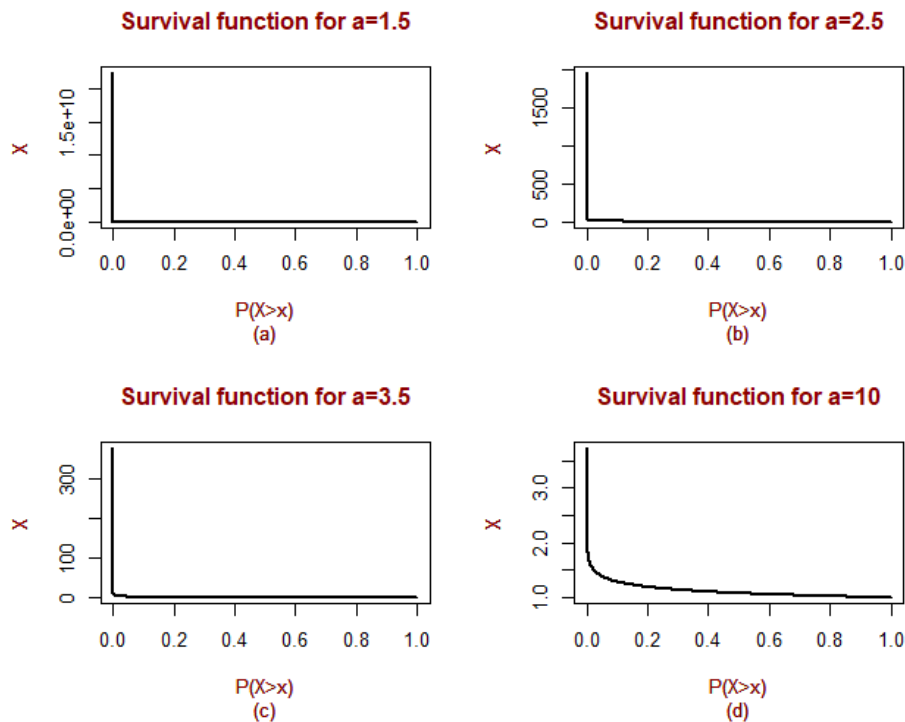 Survival function for a=1.5
X
1.5e+10
0.0e+00
0.0 0.2 0.4 0.6 0.8 1.0
P(X>x)
(a)
Survival function for a=2.5
X
1500
500
0
0.0 0.2 0.4 0.6 0.8 1.0
P(X>x)
(b)
Survival function for a=3.5
X
300
100
0
0.0 0.2 0.4 0.6 0.8 1.0
P(X>x)
(c)
Survival function for a=10
X
3.0
2.0
1.0
0.0 0.2 0.4 0.6 0.8 1.0
P(X>x)
(d)